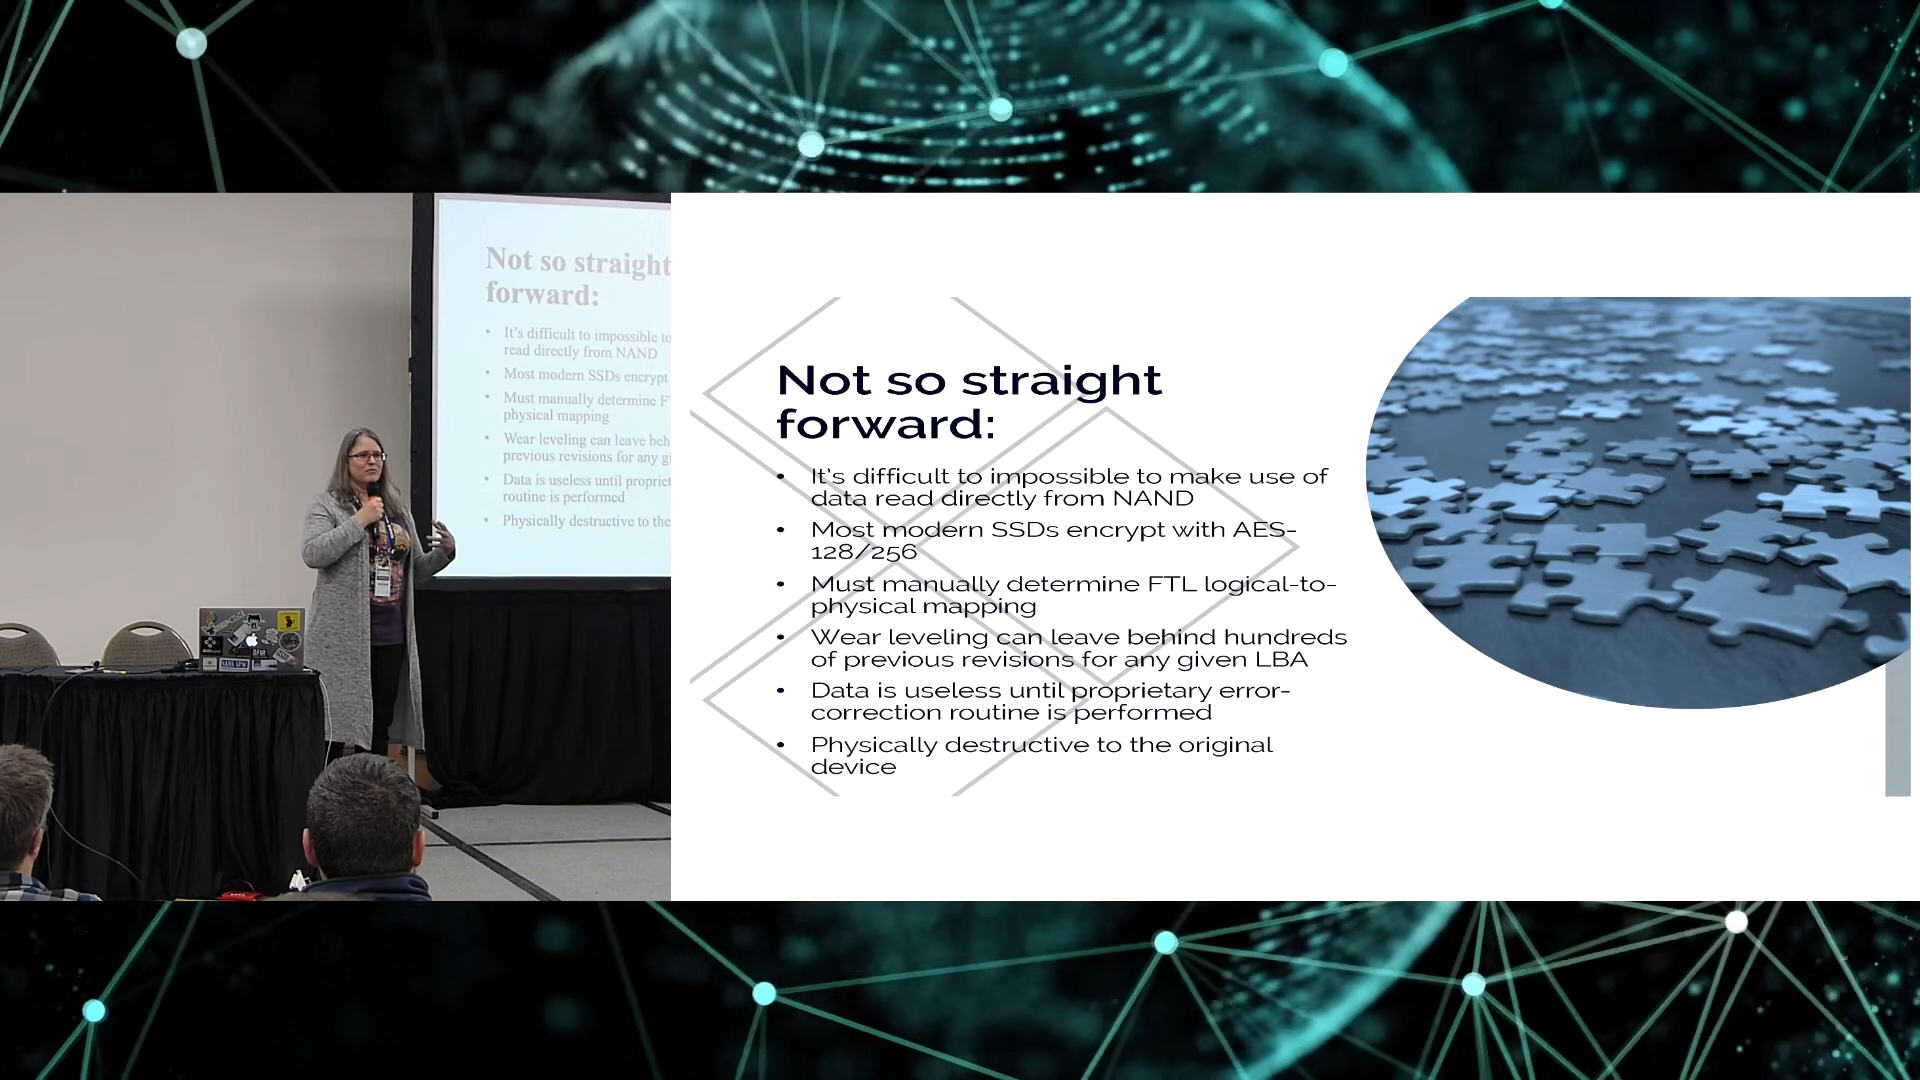 Not so straight
forward:
• It's difficult to impossible to
read directly from NAND
• Most modern SSDs encrypt
• Must manually determine F
physical mapping
• Wear leveling can leave beh
previous revisions for any gi
• Data is useless until propriet
routine is performed
• Physically destructive to the
Not so straight
forward:
• It's difficult to impossible to make use of
data read directly from NAND
• Most modern SSDs encrypt with AES-
128/256
• Must manually determine FTL logical-to-
physical mapping
• Wear leveling can leave behind hundreds
of previous revisions for any given LBA
• Data is useless until proprietary error-
correction routine is performed
• Physically destructive to the original
device